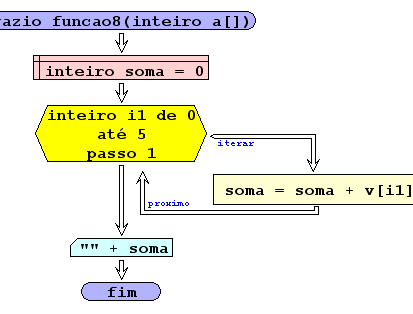 vazio funcao8(inteiro a[])
inteiro soma = 0
inteiro i1 de 0
até 5
passo 1
iterar
soma = soma + v[i1]
proximo
"" + soma
fim